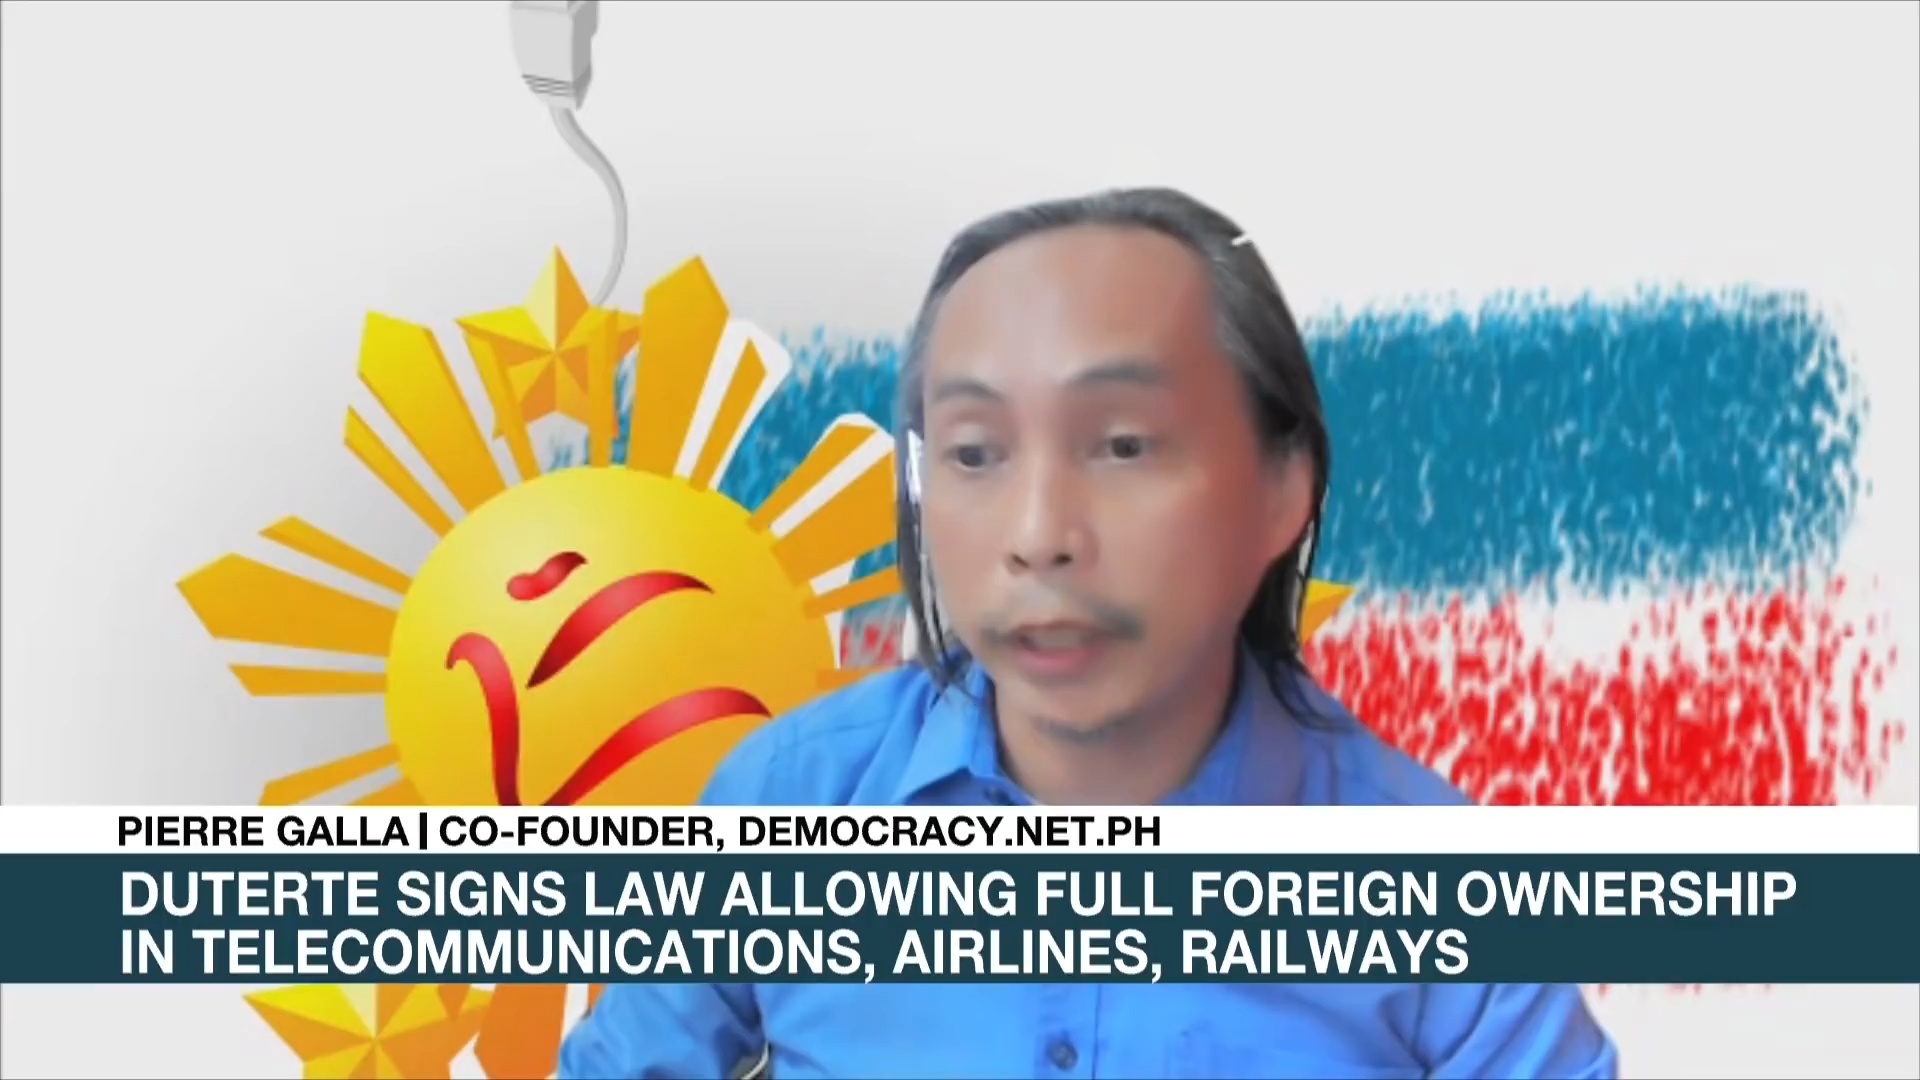 PIERRE GALLA | CO-FOUNDER, DEMOCRACY.NET.PH
DUTERTE SIGNS LAW ALLOWING FULL FOREIGN OWNERSHIP
IN TELECOMMUNICATIONS, AIRLINES, RAILWAYS